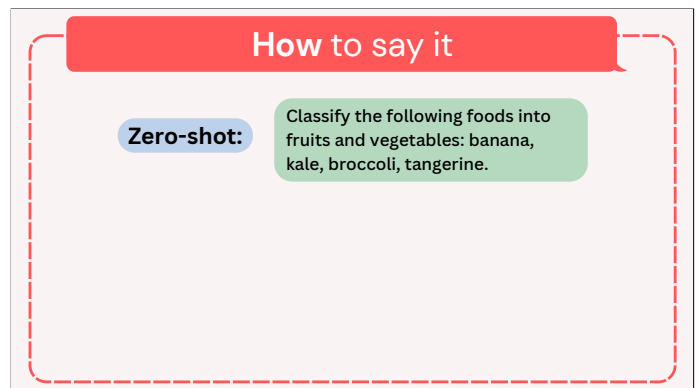 How to say it
Zero-shot:
Classify the following foods into
fruits and vegetables: banana,
kale, broccoli, tangerine.